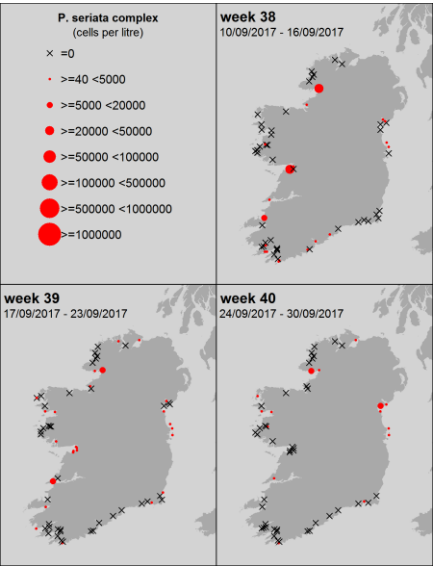 P. seriata complex
(cells per litre)
=0
>=40 <5000
>=5000 <20000
>=20000 <50000
>=50000 <100000
>=100000 <500000
>=500000 <1000000
>=1000000
week 38
10/09/2017 - 16/09/2017
week 39
17/09/2017 - 23/09/2017
week 40
24/09/2017 - 30/09/2017